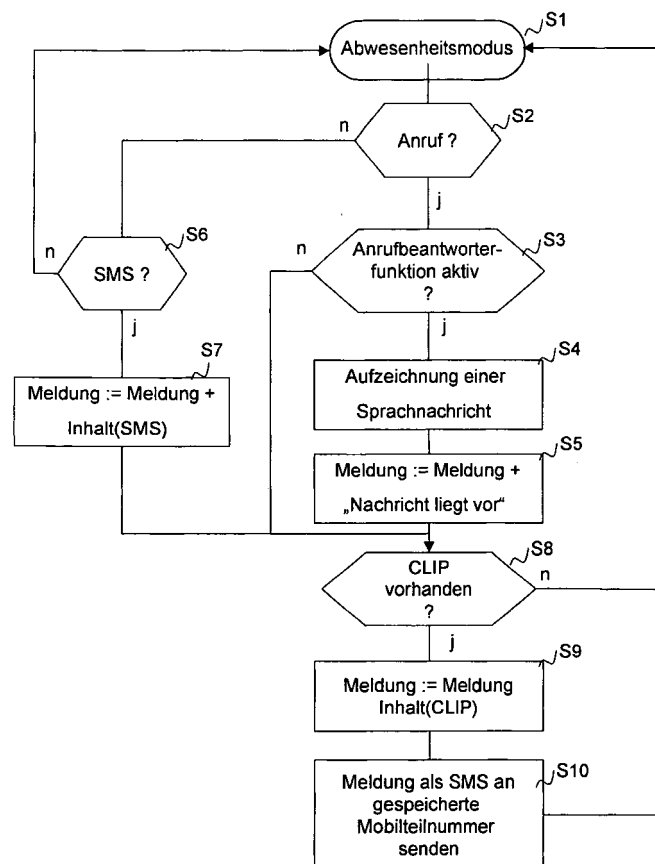 S1
Abwesenheitsmodus
S2
n
Anruf ?
j
S6
n
SMS ?
j
S3
n
Anrufbeantworter-
funktion aktiv
?
j
S7
Meldung := Meldung +
Inhalt(SMS)
S4
Aufzeichnung einer
Sprachnachricht
S5
Meldung := Meldung +
„Nachricht liegt vor“
S8
CLIP
vorhanden
?
n
j
S9
Meldung := Meldung
Inhalt(CLIP)
S10
Meldung als SMS an
gespeicherte
Mobilteilnummer
senden